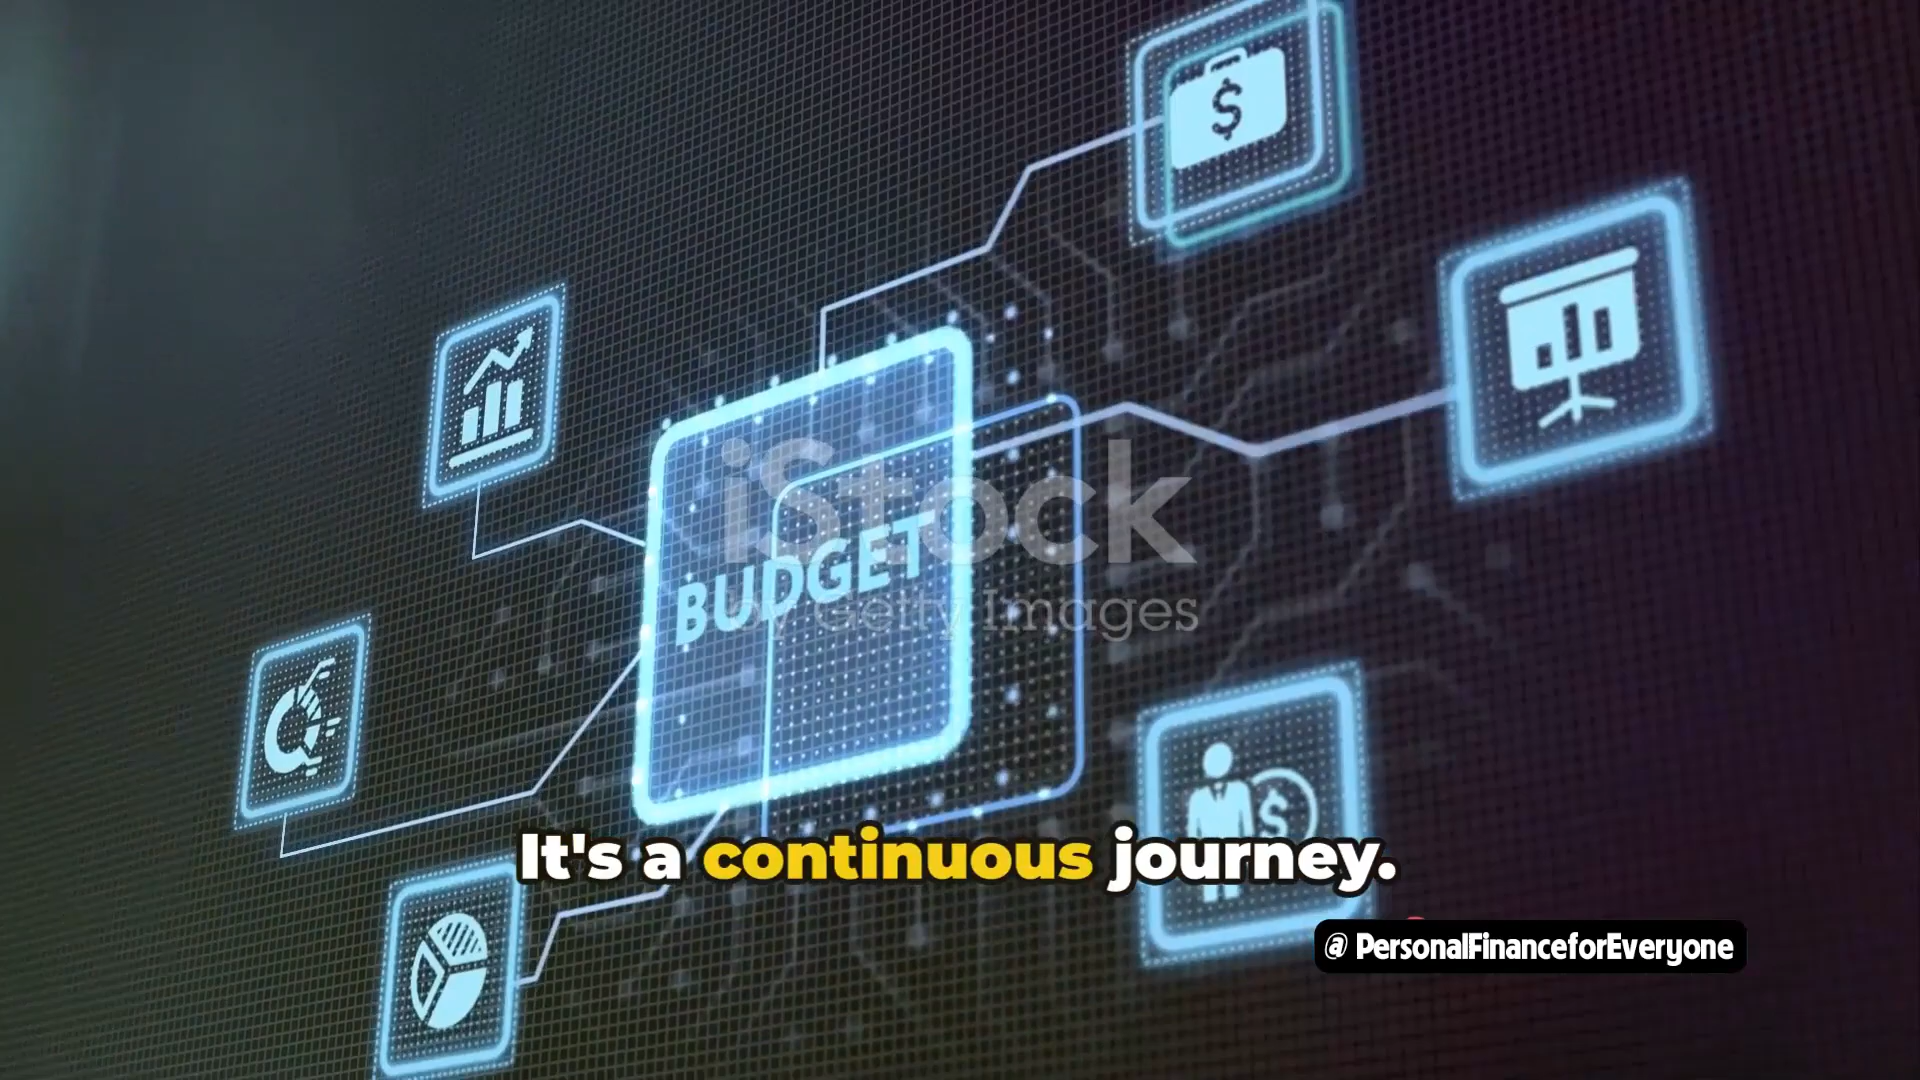 $
iStock
BUDGET
by Getty Images
$
It's a continuous journey.
@ PersonalFinanceforEveryone